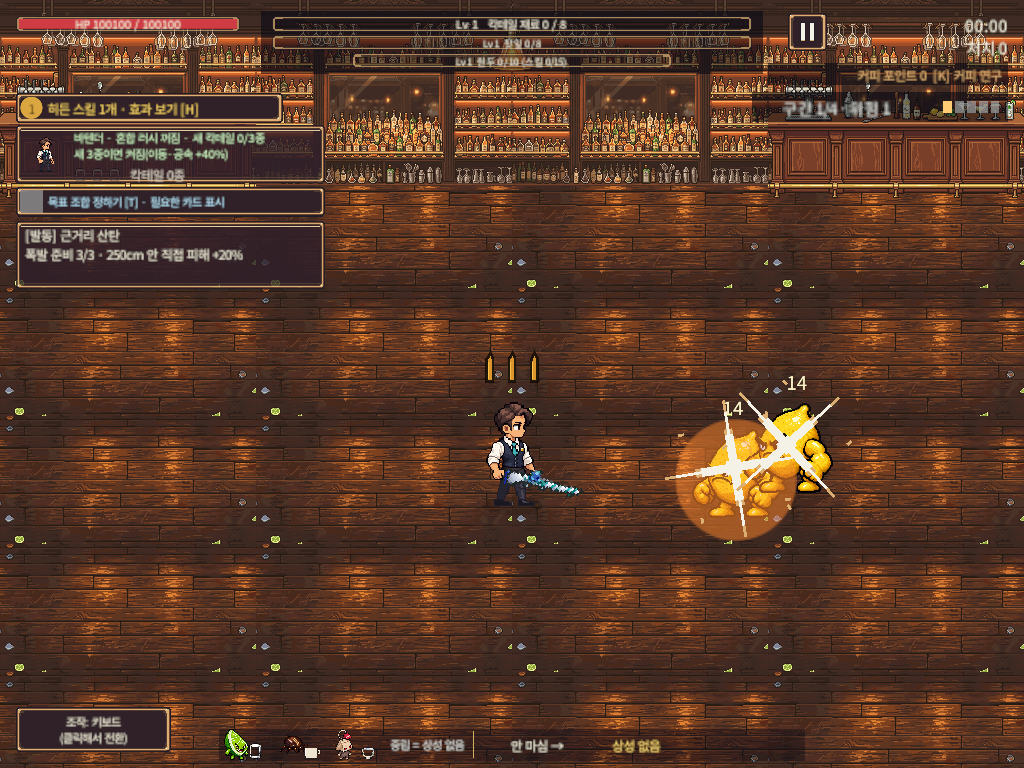 HP 100100 / 100100
Lv 1 칵테일 재료 0 / 8
00:00
Lv1 0/8
처치 0
커피 포인트 0 [K] 커피 연구
1 히든 스킬 1개 · 효과 보기 [H]
바텐더 - 혼합 러시 꺼짐 - 새 칵테일 0/3종
새 3종이면 켜짐(이동·공속 +40%)
칵테일 0종
목표 조합 정하기 [T] - 필요한 카드 표시
[발동] 근거리 산탄
폭발 준비 3/3 · 250cm 안 직접 피해 +20%
14
14
조작: 키보드
(클릭해서 전환)
중립 = 상성 없음
안 마심 →
상성 없음